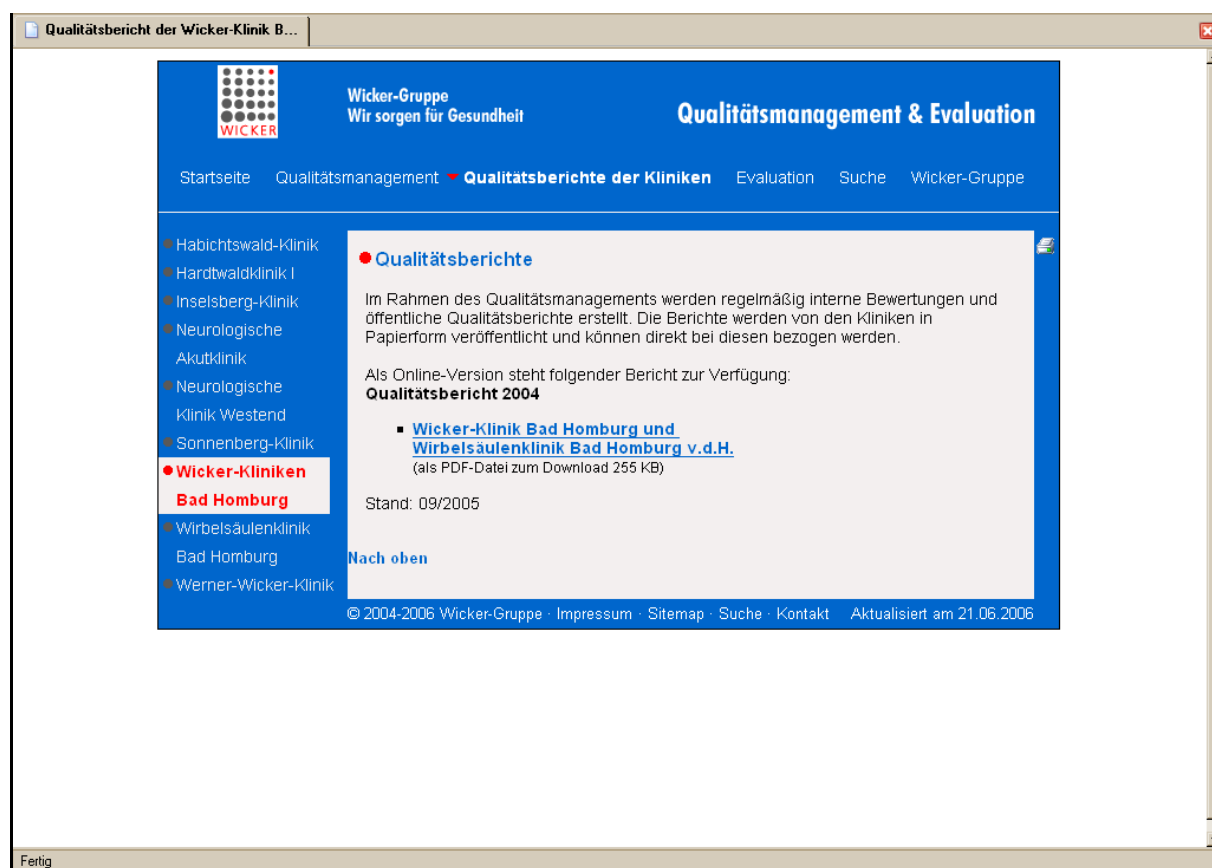 Qualitätsbericht der Wicker-Klinik B...
WICKER
Wicker-Gruppe
Wir sorgen für Gesundheit
Qualitätsmanagement & Evaluation
Startseite Qualitätsmanagement Qualitätsberichte der Kliniken Evaluation Suche Wicker-Gruppe
Habichtswald-Klinik
Hardtwaldklinik I
Inselsberg-Klinik
Neurologische
Akutklinik
Neurologische
Klinik Westend
Sonnenberg-Klinik
Wicker-Kliniken
Bad Homburg
Wirbelsäulenklinik
Bad Homburg
Werner-Wicker-Klinik
Qualitätsberichte
Im Rahmen des Qualitätsmanagements werden regelmäßig interne Bewertungen und
öffentliche Qualitätsberichte erstellt. Die Berichte werden von den Kliniken in
Papierform veröffentlicht und können direkt bei diesen bezogen werden.
Als Online-Version steht folgender Bericht zur Verfügung:
Qualitätsbericht 2004
Wicker-Klinik Bad Homburg und
Wirbelsäulenklinik Bad Homburg v.d.H.
(als PDF-Datei zum Download 255 KB)
Stand: 09/2005
Nach oben
© 2004-2006 Wicker-Gruppe · Impressum · Sitemap · Suche · Kontakt Aktualisiert am 21.06.2006
Fertig